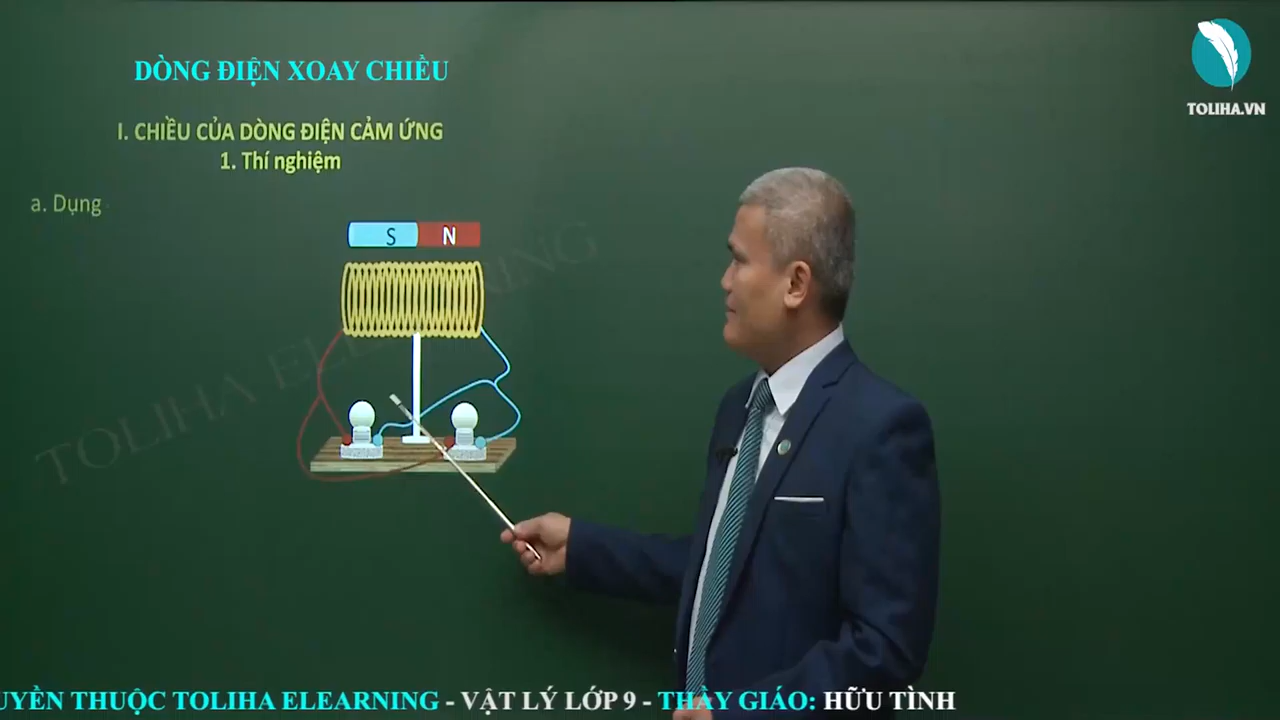 DÒNG ĐIỆN XOAY CHIỀU
TOLIHA.VN
I. CHIỀU CỦA DÒNG ĐIỆN CẢM ỨNG
1. Thí nghiệm
a. Dụng
S N
TOLIHA ELEARNING
THUỘC TOLIHA ELEARNING - VẬT LÝ LỚP 9 - THẦY GIÁO: HỮU TÌNH